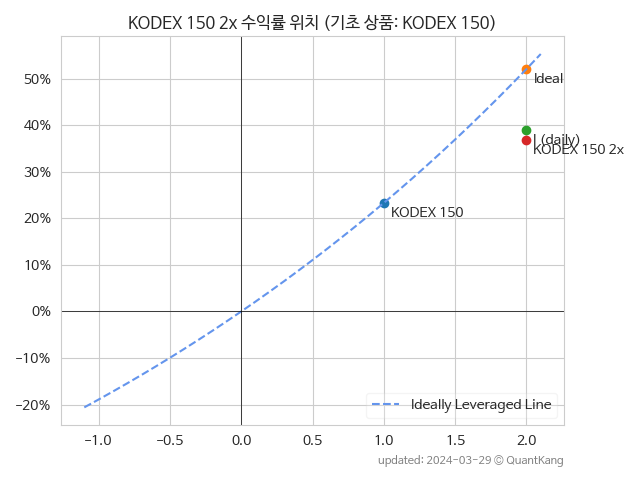 KODEX 150 2x 수익률 위치 (기초 상품: KODEX 150)
50%
40%
30%
20%
10%
0%
-10%
-20%
Ideal
I (daily)
KODEX 150 2x
KODEX 150
Ideally Leveraged Line
-1.0 -0.5 0.0 0.5 1.0 1.5 2.0
updated: 2024-03-29 © QuantKang